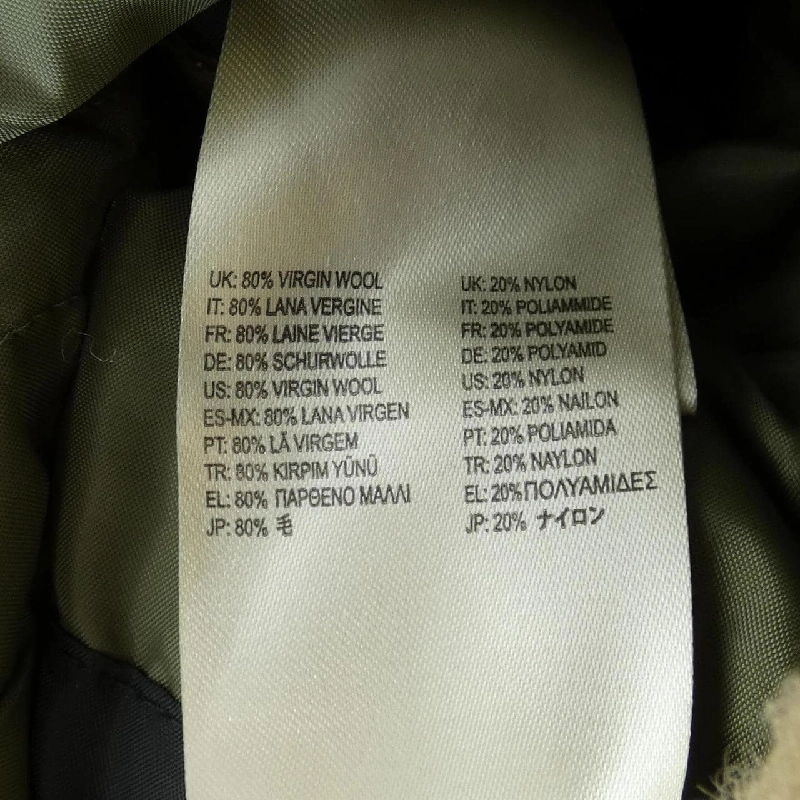 UK: 80% VIRGIN WOOL
IT: 80% LANA VERGINE
FR: 80% LAINE VIERGE
DE: 80% SCHURWOLLE
US: 80% VIRGIN WOOL
ES-MX: 80% LANA VIRGEN
PT: 80% LÃ VIRGEM
TR: 80% KIRPIM YÜNÜ
EL: 80% ΠΑΡΘΕΝΟ ΜΑΛΛΙ
JP: 80% 毛
UK: 20% NYLON
IT: 20% POLIAMMIDE
FR: 20% POLYAMIDE
DE: 20% POLYAMID
US: 20% NYLON
ES-MX: 20% NAILON
PT: 20% POLIAMIDA
TR: 20% NAYLON
EL: 20% ΠΟΛΥΑΜΙΔΕΣ
JP: 20% ナイロン